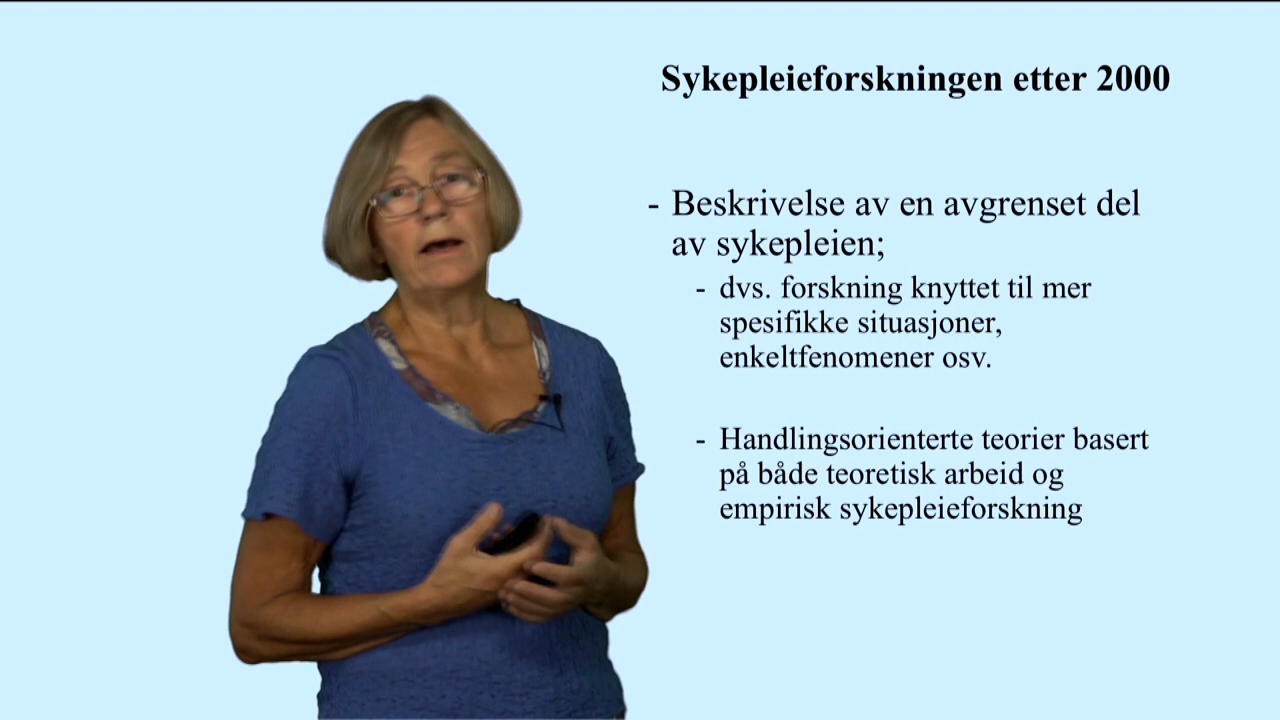 Sykepleieforskningen etter 2000
- Beskrivelse av en avgrenset del
av sykepleien;
- dvs. forskning knyttet til mer
spesifikke situasjoner,
enkeltfenomener osv.
- Handlingsorienterte teorier basert
på både teoretisk arbeid og
empirisk sykepleieforskning